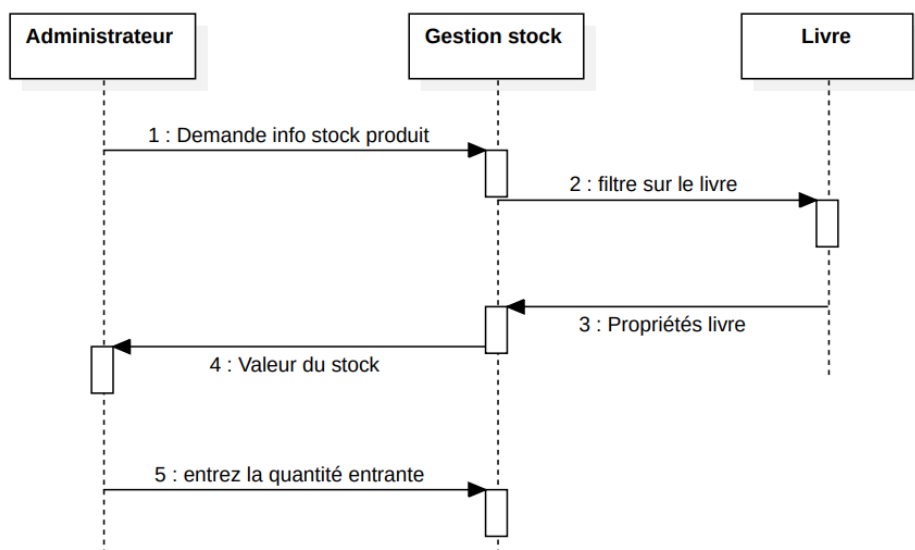 Administrateur
Gestion stock
Livre
1 : Demande info stock produit
2 : filtre sur le livre
3 : Propriétés livre
4 : Valeur du stock
5 : entrez la quantité entrante